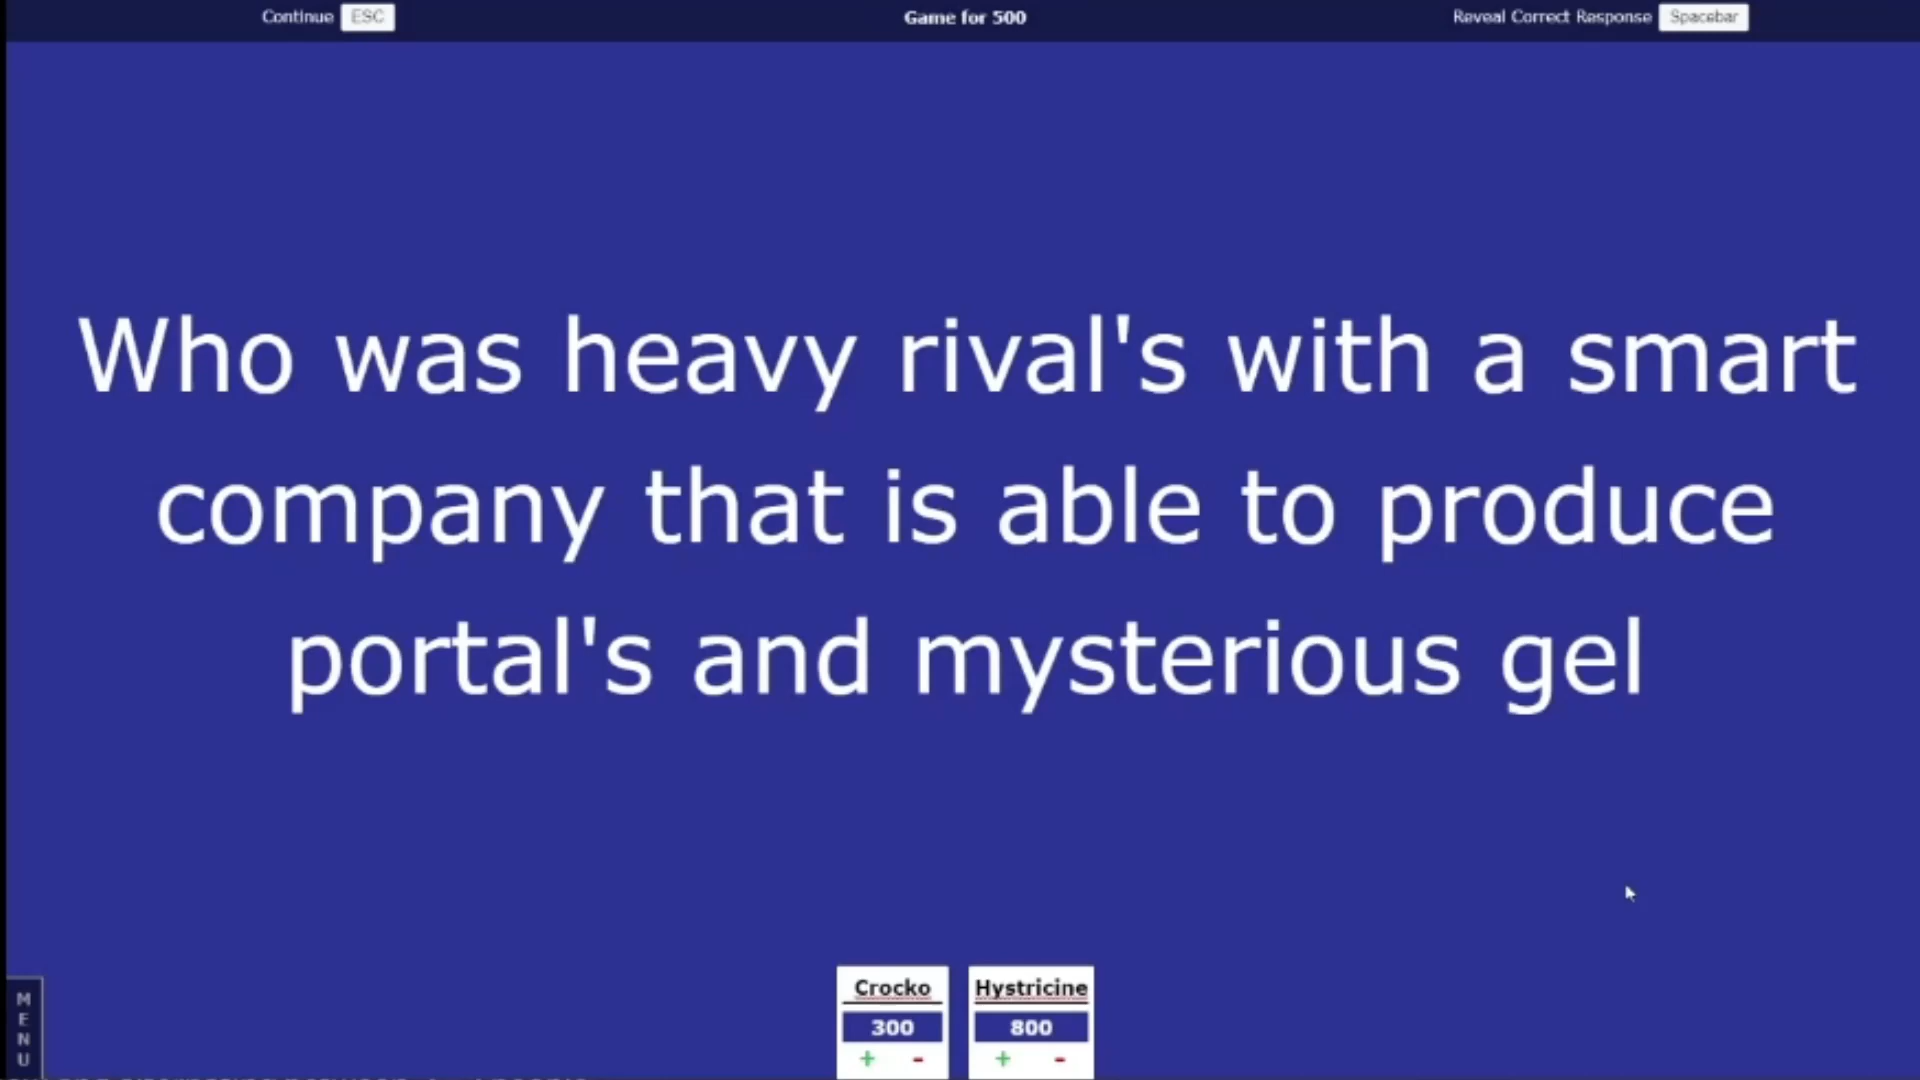 Continue ESC
Game for 500
Reveal Correct Response Spacebar
Who was heavy rival's with a smart
company that is able to produce
portal's and mysterious gel
MENU
Crocko
300
+ -
Hystricine
800
+ -